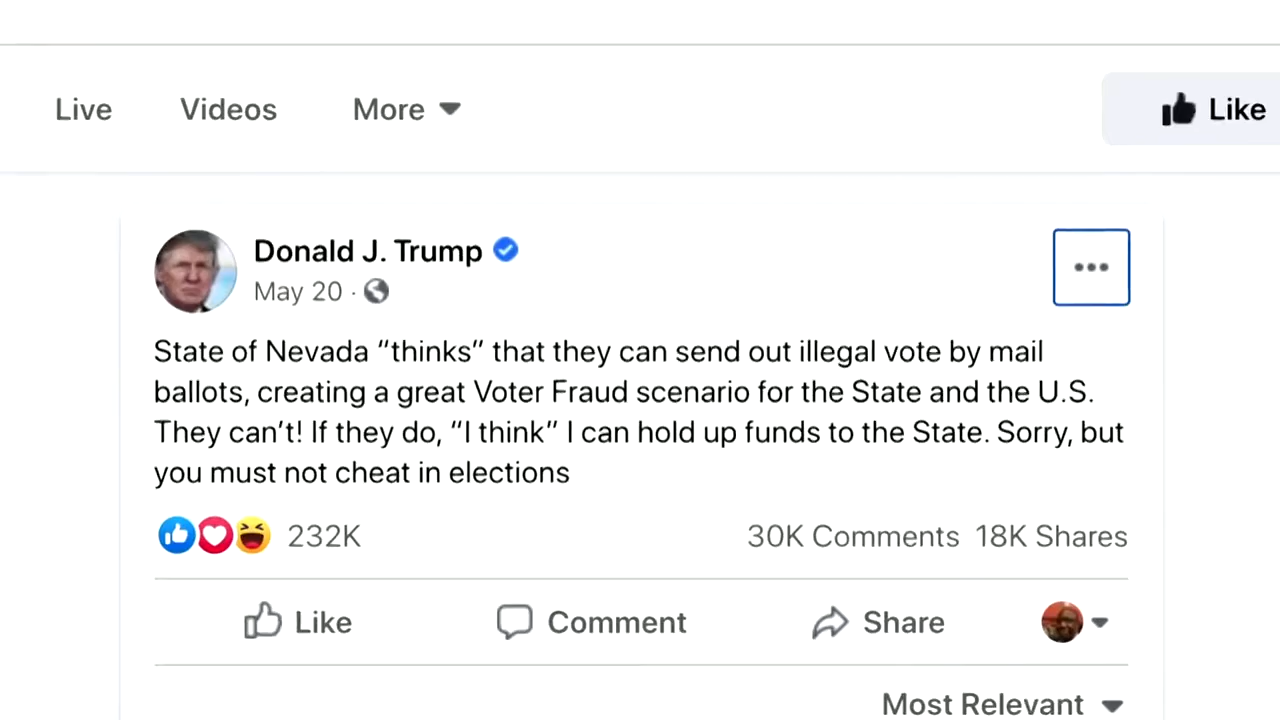 Live Videos More Like
Donald J. Trump
May 20 ·
State of Nevada “thinks” that they can send out illegal vote by mail
ballots, creating a great Voter Fraud scenario for the State and the U.S.
They can’t! If they do, “I think” I can hold up funds to the State. Sorry, but
you must not cheat in elections
232K 30K Comments 18K Shares
Like Comment Share
Most Relevant